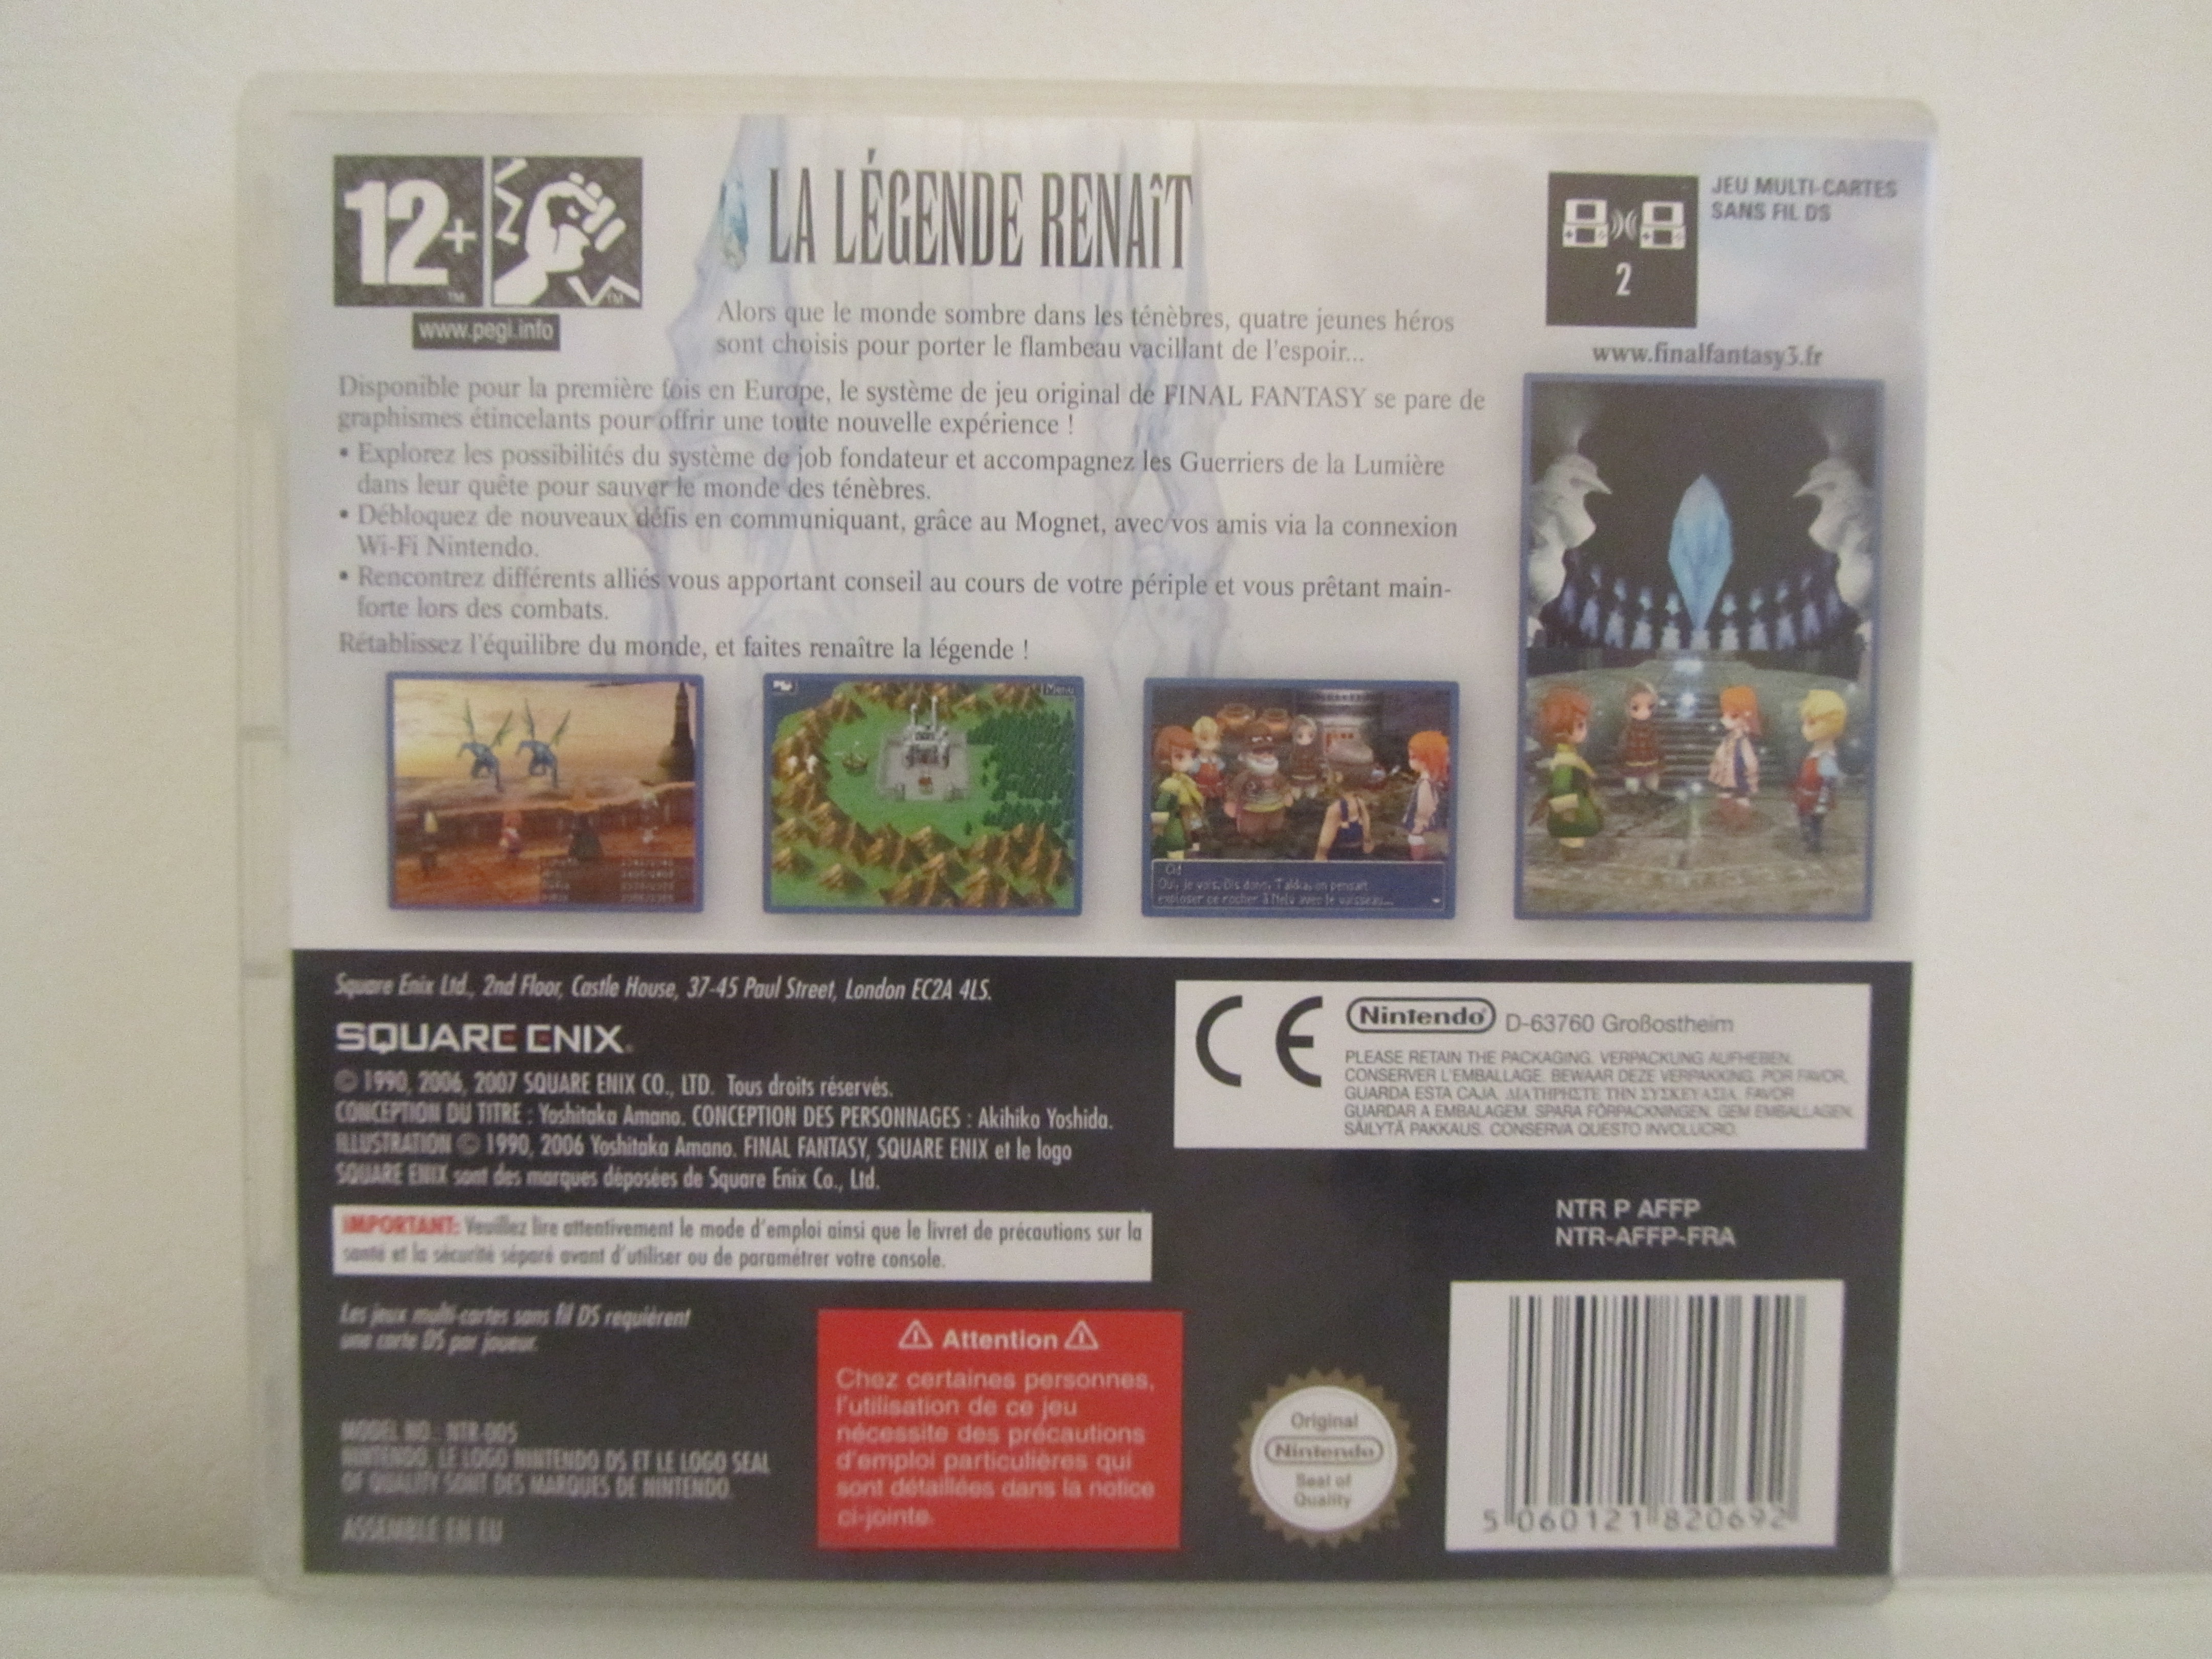 12+
www.pegi.info
LA LÉGENDE RENAîT
JEU MULTI-CARTES
SANS FIL DS
2
www.finalfantasy3.fr
Alors que le monde sombre dans les ténèbres, quatre jeunes héros
sont choisis pour porter le flambeau vacillant de l'espoir...
Disponible pour la première fois en Europe, le système de jeu original de FINAL FANTASY se pare de
graphismes étincelants pour offrir une toute nouvelle expérience !
• Explorez les possibilités du système de job fondateur et accompagnez les Guerriers de la Lumière
dans leur quête pour sauver le monde des ténèbres.
• Débloquez de nouveaux défis en communiquant, grâce au Mognet, avec vos amis via la connexion
Wi-Fi Nintendo.
• Rencontrez différents alliés vous apportant conseil au cours de votre périple et vous prêtant main-
forte lors des combats.
Rétablissez l'équilibre du monde, et faites renaître la légende !
Menu
Cid
Oui, je vois. Dis donc, Takka, on pensait
exploser ce rocher à Nelv avec le vaisseau...
Square Enix Ltd., 2nd Floor, Castle House, 37-45 Paul Street, London EC2A 4LS.
SQUARE ENIX.
© 1990, 2006, 2007 SQUARE ENIX CO., LTD. Tous droits réservés.
CONCEPTION DU TITRE : Yoshitaka Amano. CONCEPTION DES PERSONNAGES : Akihiko Yoshida.
ILLUSTRATION © 1990, 2006 Yoshitaka Amano. FINAL FANTASY, SQUARE ENIX et le logo
SQUARE ENIX sont des marques déposées de Square Enix Co., Ltd.
IMPORTANT: Veuillez lire attentivement le mode d'emploi ainsi que le livret de précautions sur la
santé et la sécurité séparé avant d'utiliser ou de paramétrer votre console.
Les jeux multi-cartes sans fil DS requièrent
une carte DS par joueur.
MODEL NO.: NTR-005
NINTENDO, LE LOGO NINTENDO DS ET LE LOGO SEAL
OF QUALITY SONT DES MARQUES DE NINTENDO.
ASSEMBLÉ EN EU
Attention
Chez certaines personnes,
l'utilisation de ce jeu
nécessite des précautions
d'emploi particulières qui
sont détaillées dans la notice
ci-jointe.
CE
Nintendo D-63760 Großostheim
PLEASE RETAIN THE PACKAGING. VERPACKUNG AUFHEBEN.
CONSERVER L'EMBALLAGE. BEWAAR DEZE VERPAKKING. POR FAVOR,
GUARDA ESTA CAJA. ΔΙΑΤΗΡΗΣΤΕ ΤΗΝ ΣΥΣΚΕΥΑΣΙΑ. FAVOR
GUARDAR A EMBALAGEM. SPARA FÖRPACKNINGEN. GEM EMBALLAGEN.
SÄILYTÄ PAKKAUS. CONSERVA QUESTO INVOLUCRO.
NTR P AFFP
NTR-AFFP-FRA
Original
Nintendo
Seal of
Quality
5 060121 820692